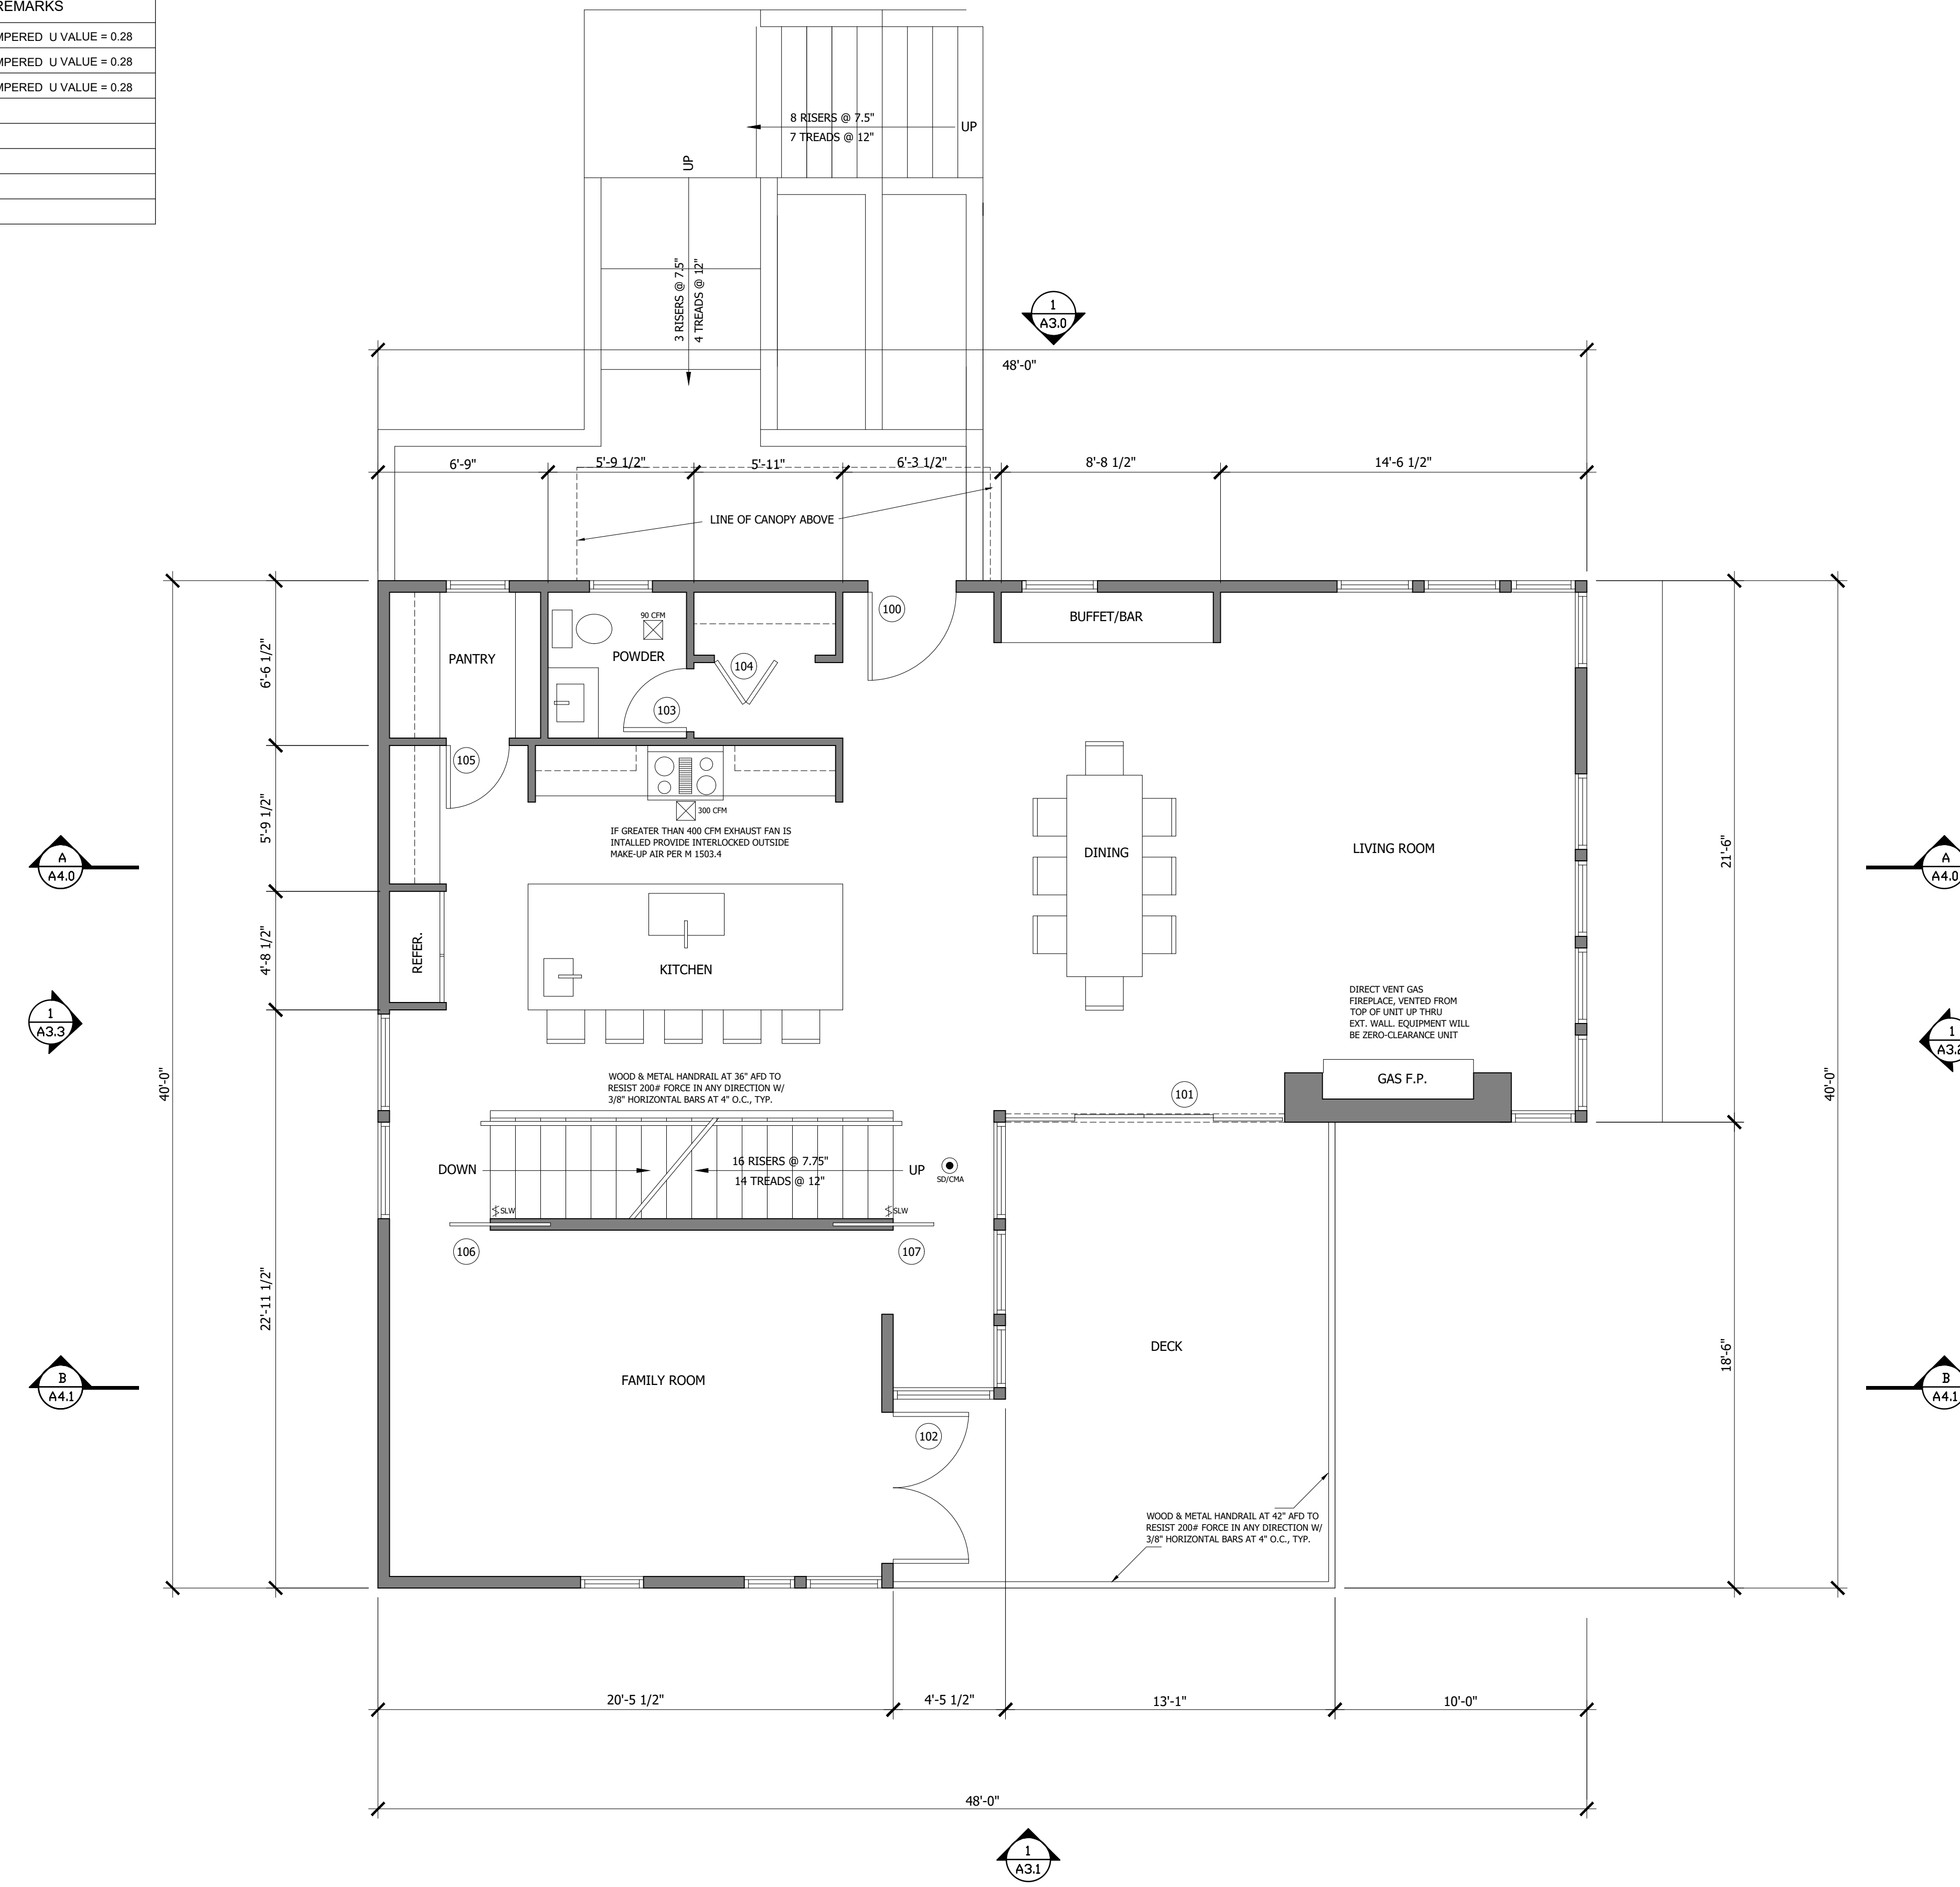 REMARKS
MPERED U VALUE = 0.28
MPERED U VALUE = 0.28
MPERED U VALUE = 0.28
8 RISERS @ 7.5"
7 TREADS @ 12"
UP
UP
3 RISERS @ 7.5"
4 TREADS @ 12"
1
A3.0
48'-0"
6'-9"
5'-9 1/2"
5'-11"
6'-3 1/2"
8'-8 1/2"
14'-6 1/2"
LINE OF CANOPY ABOVE
6'-6 1/2"
5'-9 1/2"
4'-8 1/2"
22'-11 1/2"
40'-0"
PANTRY
90 CFM
POWDER
103
104
100
BUFFET/BAR
105
300 CFM
IF GREATER THAN 400 CFM EXHAUST FAN IS
INTALLED PROVIDE INTERLOCKED OUTSIDE
MAKE-UP AIR PER M 1503.4
DINING
LIVING ROOM
21'-6"
40'-0"
A
A4.0
A
A4.0
REFER.
KITCHEN
1
A3.3
DIRECT VENT GAS
FIREPLACE, VENTED FROM
TOP OF UNIT UP THRU
EXT. WALL. EQUIPMENT WILL
BE ZERO-CLEARANCE UNIT
1
A3.2
GAS F.P.
101
WOOD & METAL HANDRAIL AT 36" AFD TO
RESIST 200# FORCE IN ANY DIRECTION W/
3/8" HORIZONTAL BARS AT 4" O.C., TYP.
DOWN
16 RISERS @ 7.75"
14 TREADS @ 12"
UP
SD/CMA
SLW
SLW
106
107
FAMILY ROOM
DECK
18'-6"
B
A4.1
B
A4.1
102
WOOD & METAL HANDRAIL AT 42" AFD TO
RESIST 200# FORCE IN ANY DIRECTION W/
3/8" HORIZONTAL BARS AT 4" O.C., TYP.
20'-5 1/2"
4'-5 1/2"
13'-1"
10'-0"
48'-0"
1
A3.1